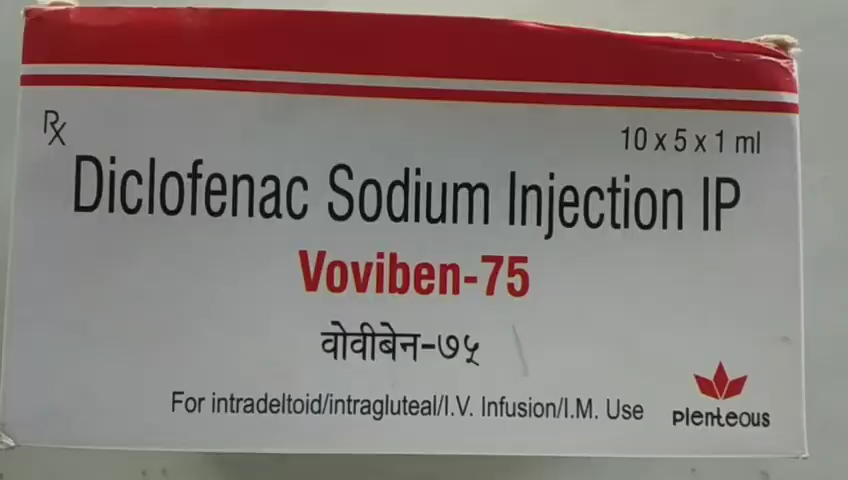 Rx
10 x 5 x 1 ml
Diclofenac Sodium Injection IP
Voviben-75
वोवीबेन-७५
For intradeltoid/intragluteal/I.V. Infusion/I.M. Use
plenteous